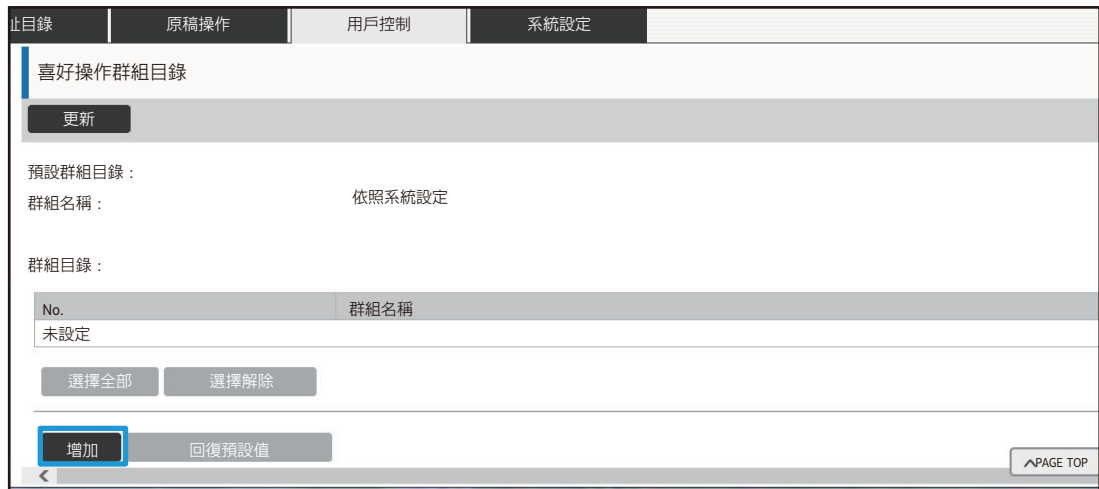 址目錄 原稿操作 用戶控制 系統設定
喜好操作群組目錄
更新
預設群組目錄：
群組名稱： 依照系統設定
群組目錄：
No. 群組名稱
未設定
選擇全部 選擇解除
增加 回復預設值
PAGE TOP